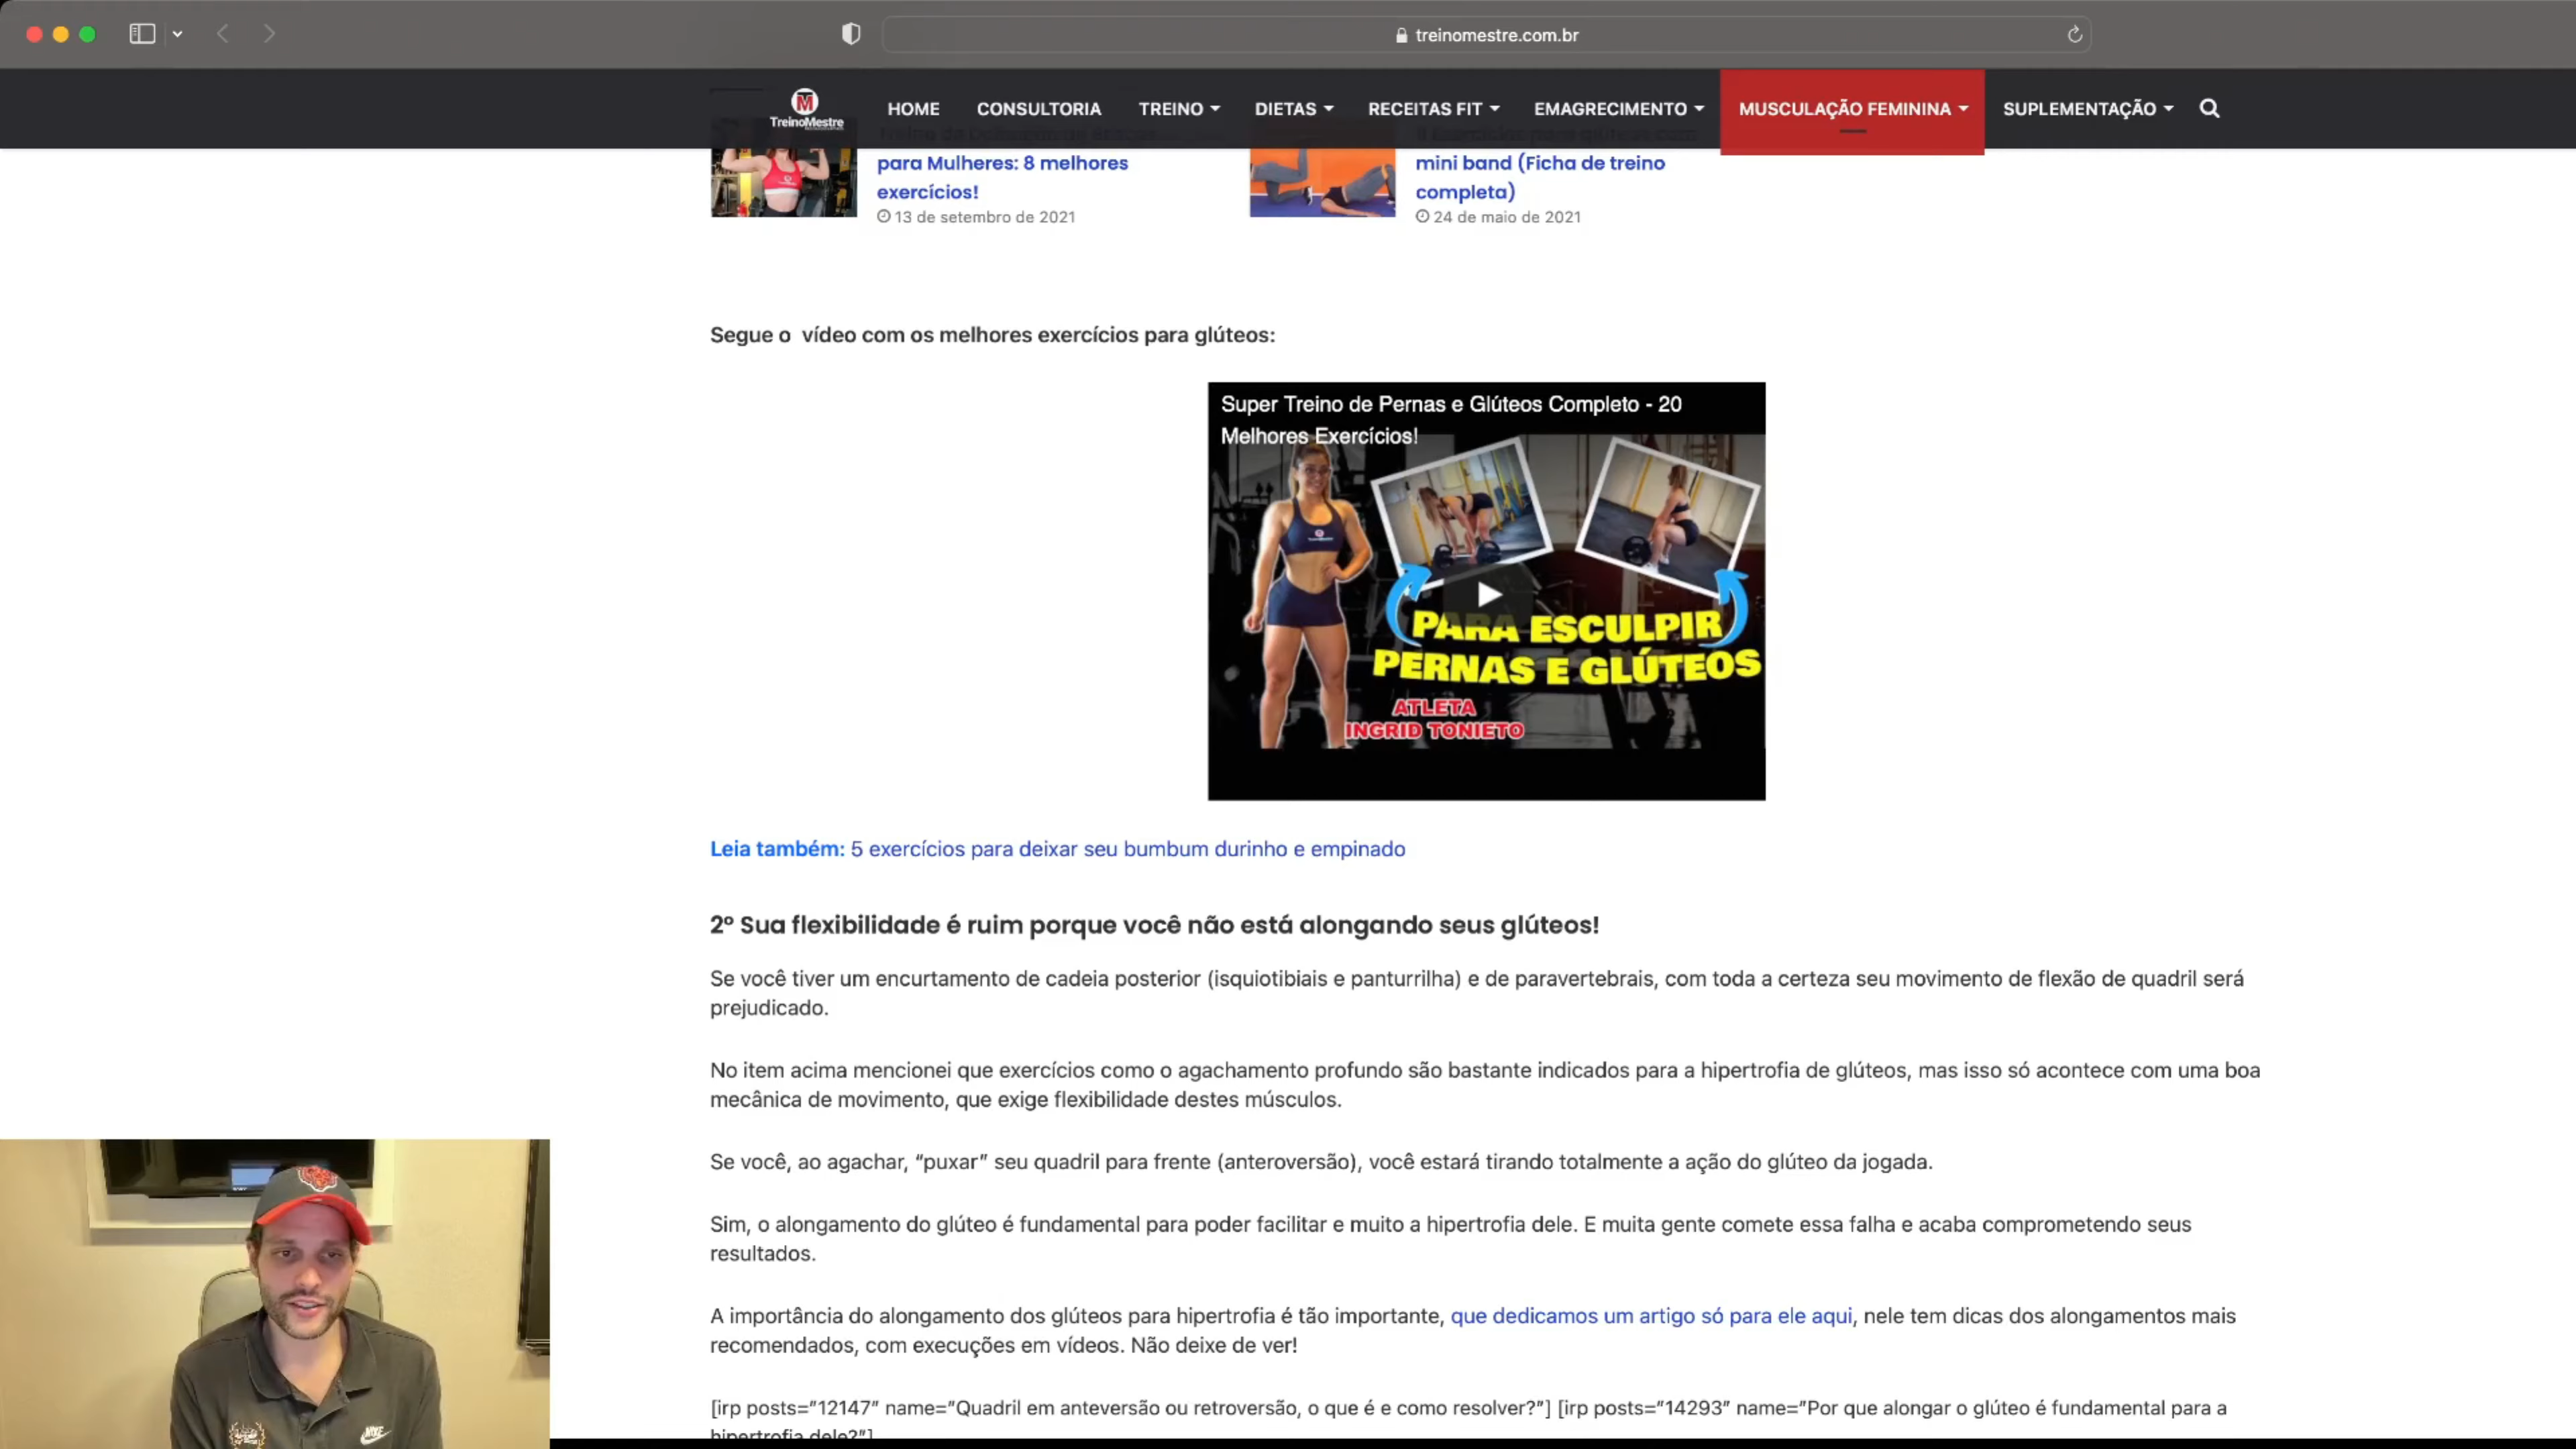 treinomestre.com.br
TreinoMestre
HOME
CONSULTORIA
TREINO
DIETAS
RECEITAS FIT
EMAGRECIMENTO
MUSCULAÇÃO FEMININA
SUPLEMENTAÇÃO
para Mulheres: 8 melhores
exercícios!
13 de setembro de 2021
mini band (Ficha de treino
completa)
24 de maio de 2021
Segue o vídeo com os melhores exercícios para glúteos:
Super Treino de Pernas e Glúteos Completo - 20
Melhores Exercícios!
PARA ESCULPIR
PERNAS E GLÚTEOS
ATLETA
INGRID TONIETO
Leia também: 5 exercícios para deixar seu bumbum durinho e empinado
2º Sua flexibilidade é ruim porque você não está alongando seus glúteos!
Se você tiver um encurtamento de cadeia posterior (isquiotibiais e panturrilha) e de paravertebrais, com toda a certeza seu movimento de flexão de quadril será
prejudicado.
No item acima mencionei que exercícios como o agachamento profundo são bastante indicados para a hipertrofia de glúteos, mas isso só acontece com uma boa
mecânica de movimento, que exige flexibilidade destes músculos.
Se você, ao agachar, “puxar” seu quadril para frente (anteroversão), você estará tirando totalmente a ação do glúteo da jogada.
Sim, o alongamento do glúteo é fundamental para poder facilitar e muito a hipertrofia dele. E muita gente comete essa falha e acaba comprometendo seus
resultados.
A importância do alongamento dos glúteos para hipertrofia é tão importante, que dedicamos um artigo só para ele aqui, nele tem dicas dos alongamentos mais
recomendados, com execuções em vídeos. Não deixe de ver!
[irp posts=”12147″ name=”Quadril em anteversão ou retroversão, o que é e como resolver?”] [irp posts=”14293″ name=”Por que alongar o glúteo é fundamental para a
hipertrofia dele?”]
NIKE